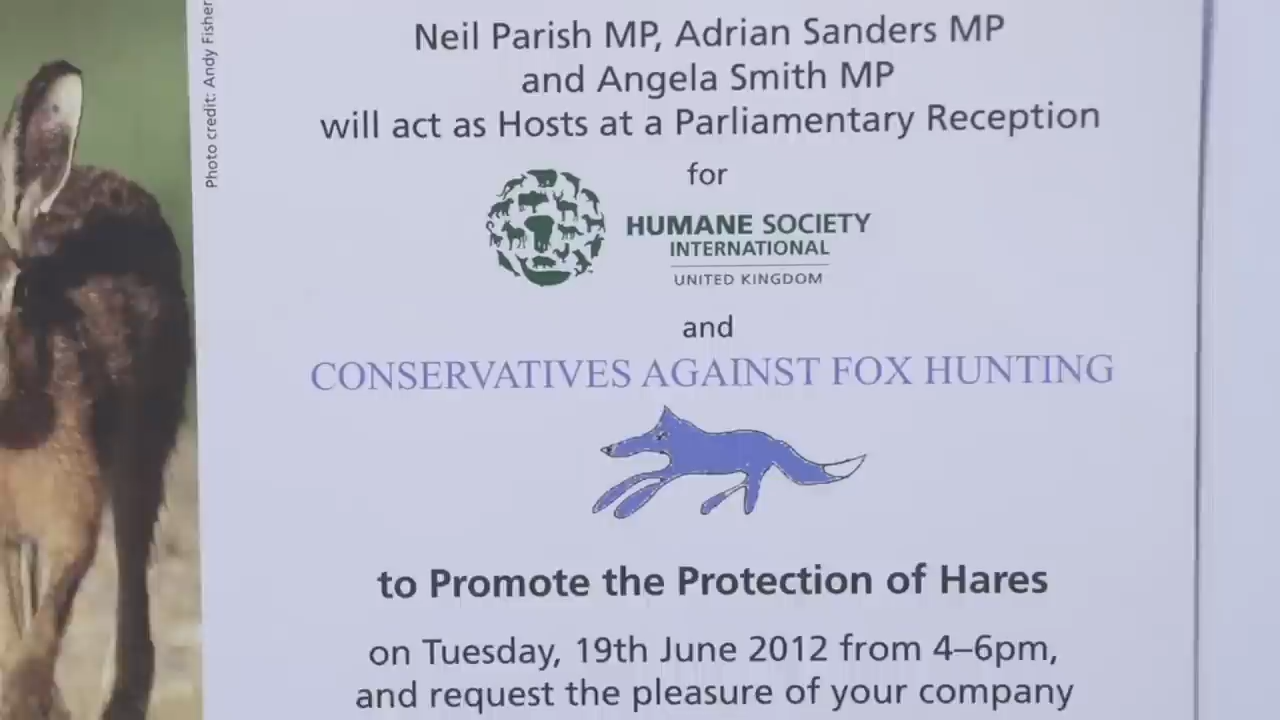 Photo credit: Andy Fisher
Neil Parish MP, Adrian Sanders MP
and Angela Smith MP
will act as Hosts at a Parliamentary Reception
for
HUMANE SOCIETY
INTERNATIONAL
UNITED KINGDOM
and
CONSERVATIVES AGAINST FOX HUNTING
to Promote the Protection of Hares
on Tuesday, 19th June 2012 from 4–6pm,
and request the pleasure of your company